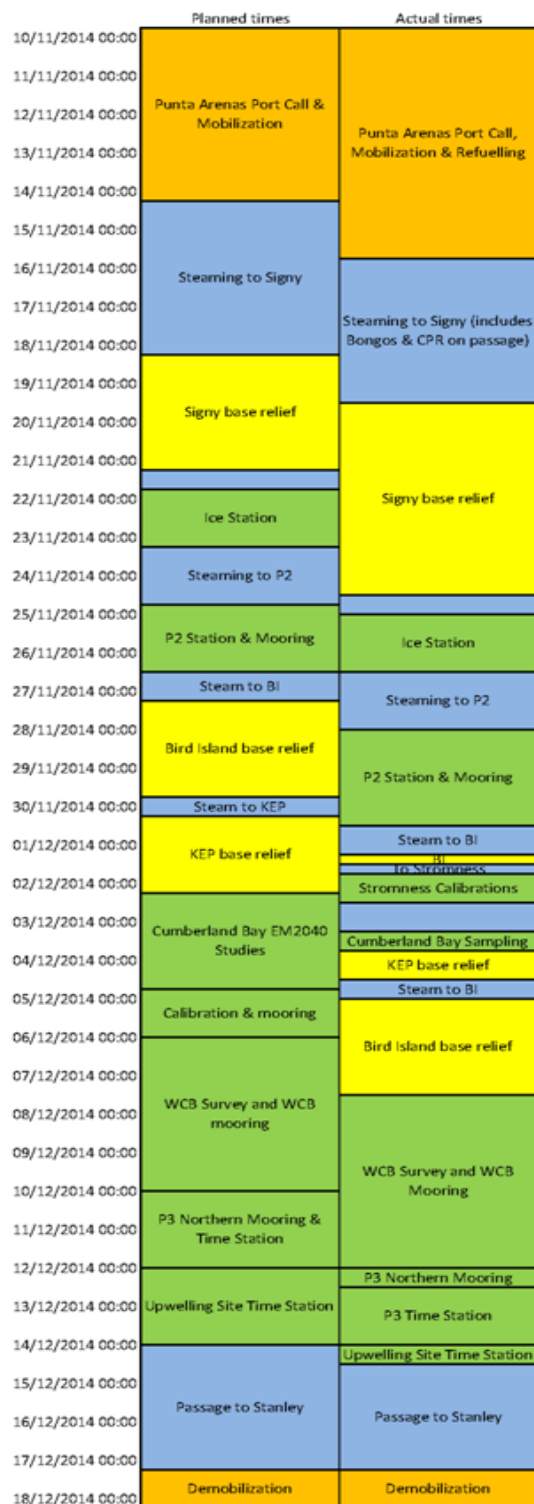 Planned times
Actual times
10/11/2014 00:00
11/11/2014 00:00
12/11/2014 00:00
13/11/2014 00:00
14/11/2014 00:00
15/11/2014 00:00
16/11/2014 00:00
17/11/2014 00:00
18/11/2014 00:00
19/11/2014 00:00
20/11/2014 00:00
21/11/2014 00:00
22/11/2014 00:00
23/11/2014 00:00
24/11/2014 00:00
25/11/2014 00:00
26/11/2014 00:00
27/11/2014 00:00
28/11/2014 00:00
29/11/2014 00:00
30/11/2014 00:00
01/12/2014 00:00
02/12/2014 00:00
03/12/2014 00:00
04/12/2014 00:00
05/12/2014 00:00
06/12/2014 00:00
07/12/2014 00:00
08/12/2014 00:00
09/12/2014 00:00
10/12/2014 00:00
11/12/2014 00:00
12/12/2014 00:00
13/12/2014 00:00
14/12/2014 00:00
15/12/2014 00:00
16/12/2014 00:00
17/12/2014 00:00
18/12/2014 00:00
Punta Arenas Port Call &
Mobilization
Steaming to Signy
Signy base relief
Ice Station
Steaming to P2
P2 Station & Mooring
Steam to BI
Bird Island base relief
Steam to KEP
KEP base relief
Cumberland Bay EM2040
Studies
Calibration & mooring
WCB Survey and WCB
mooring
P3 Northern Mooring &
Time Station
Upwelling Site Time Station
Passage to Stanley
Demobilization
Punta Arenas Port Call,
Mobilization & Refuelling
Steaming to Signy (includes
Bongos & CPR on passage)
Signy base relief
Ice Station
Steaming to P2
P2 Station & Mooring
Steam to BI
BI
To Stromness
Stromness Calibrations
Cumberland Bay Sampling
KEP base relief
Steam to BI
Bird Island base relief
WCB Survey and WCB
Mooring
P3 Northern Mooring
P3 Time Station
Upwelling Site Time Station
Passage to Stanley
Demobilization